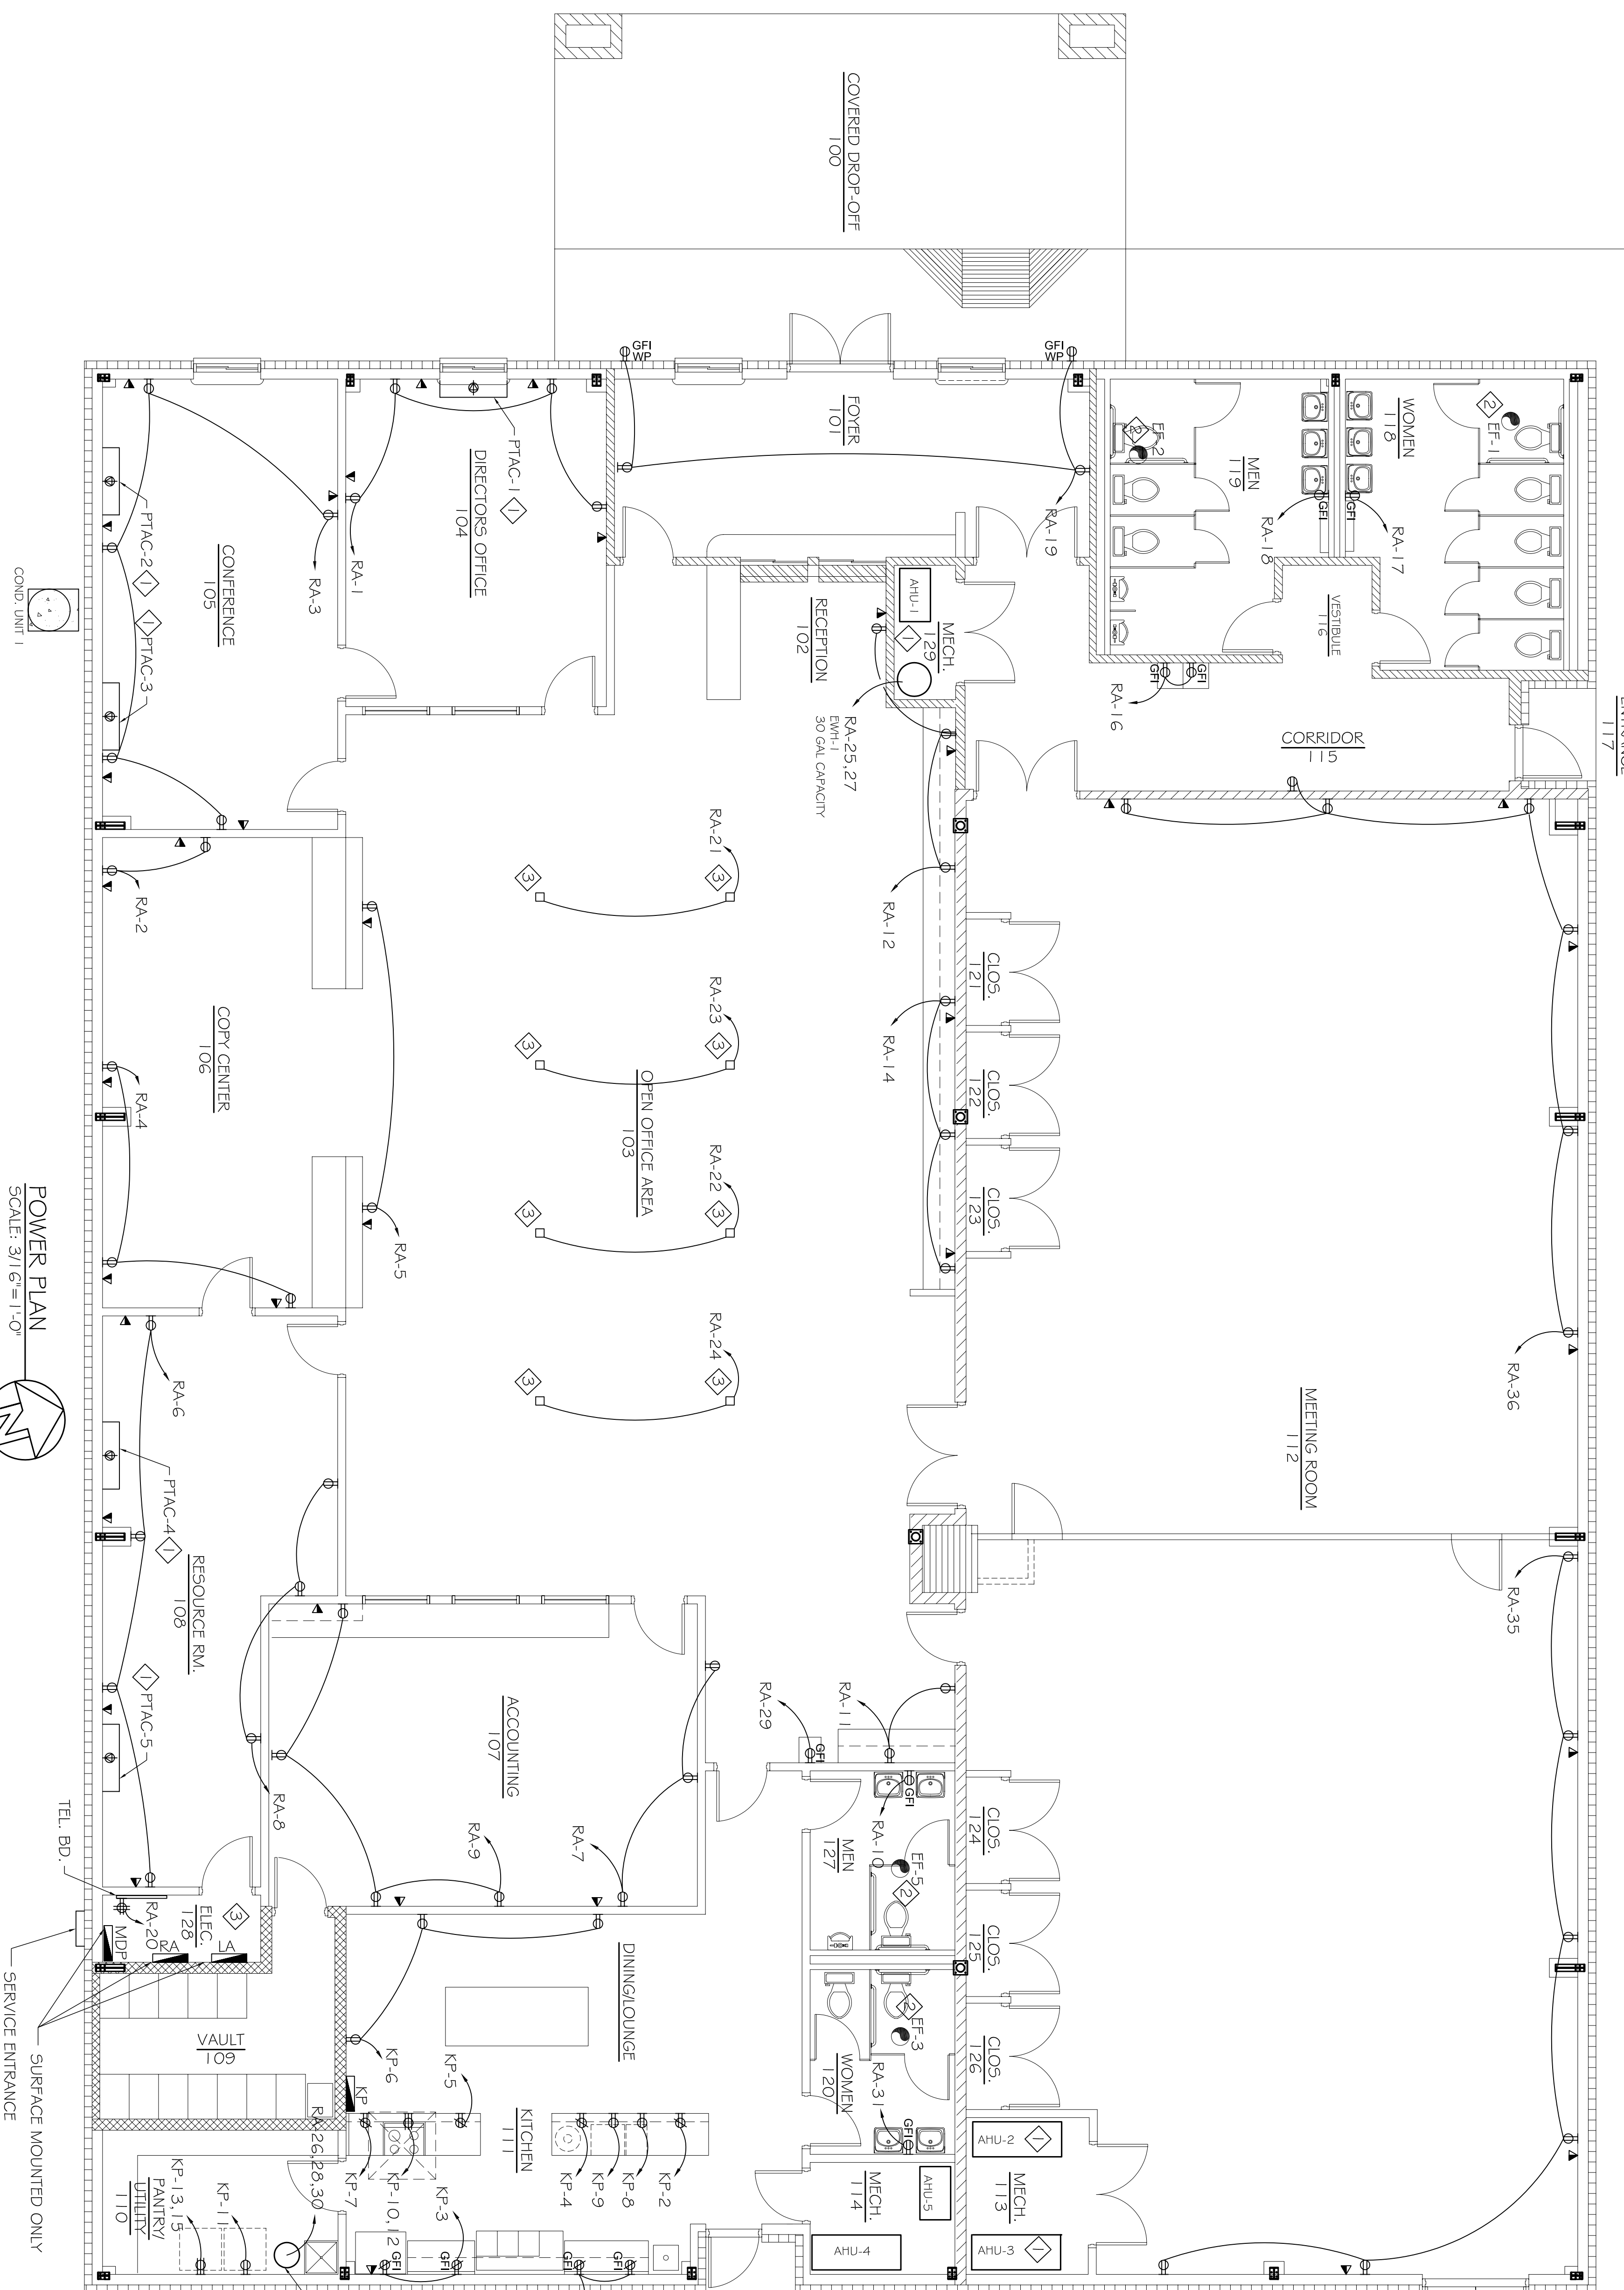 COVERED DROP-OFF
100
GFI
WP
GFI
WP
FOYER
101
WOMEN
118
EF-1
2
EF-2
2
MEN
119
GFI
GFI
RA-17
RA-18
RA-19
VESTIBULE
116
GFI
GFI
RA-16
CORRIDOR
115
ENTRANCE
117
PTAC-1
1
DIRECTORS OFFICE
104
RA-1
RA-3
PTAC-2
1
1
PTAC-3
CONFERENCE
105
COND. UNIT 1
RECEPTION
102
AHU-1
MECH.
129
1
RA-25,27
EWH-1
30 GAL CAPACITY
RA-21
3
3
RA-12
RA-2
CLOS.
121
RA-23
3
3
RA-14
COPY CENTER
106
RA-4
CLOS.
122
OPEN OFFICE AREA
103
RA-22
3
3
CLOS.
123
RA-5
RA-24
3
3
RA-36
MEETING ROOM
112
RA-35
RA-6
PTAC-4
1
RESOURCE RM.
108
1
PTAC-5
RA-8
ACCOUNTING
107
RA-9
RA-7
RA-29
RA-11
GFI
GFI
RA-10
MEN
127
EF-5
2
CLOS.
124
CLOS.
125
CLOS.
126
2
EF-3
WOMEN
120
RA-31
GFI
TEL. BD.
RA-20
ELEC.
128
3
MDP
RA
LA
VAULT
109
DINING/LOUNGE
KP-6
KP-5
KP
KITCHEN
111
KP-7
KP-10,12
KP-3
KP-4
KP-9
KP-8
KP-2
RA-26,28,30
KP-13,15
KP-11
PANTRY/
UTILITY
110
GFI
GFI
GFI
MECH.
114
AHU-5
AHU-4
AHU-2
1
MECH.
113
AHU-3
1
SURFACE MOUNTED ONLY
SERVICE ENTRANCE
POWER PLAN
SCALE: 3/16"=1'-0"
N